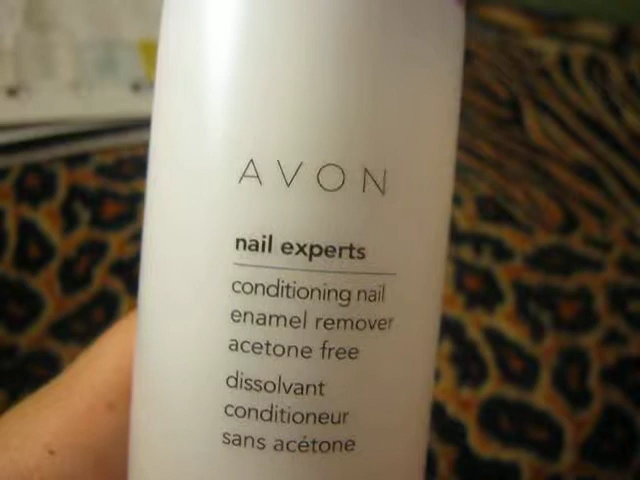 AVON
nail experts
conditioning nail
enamel remover
acetone free
dissolvant
conditioneur
sans acétone